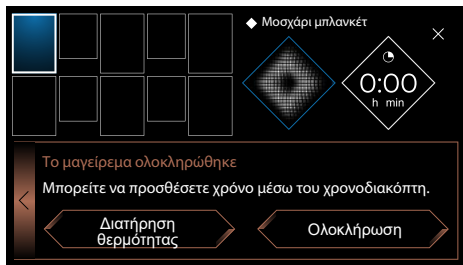 Μοσχάρι μπλανκέτ
0:00
h min
Το μαγείρεμα ολοκληρώθηκε
Μπορείτε να προσθέσετε χρόνο μέσω του χρονοδιακόπτη.
Διατήρηση
θερμότητας
Ολοκλήρωση